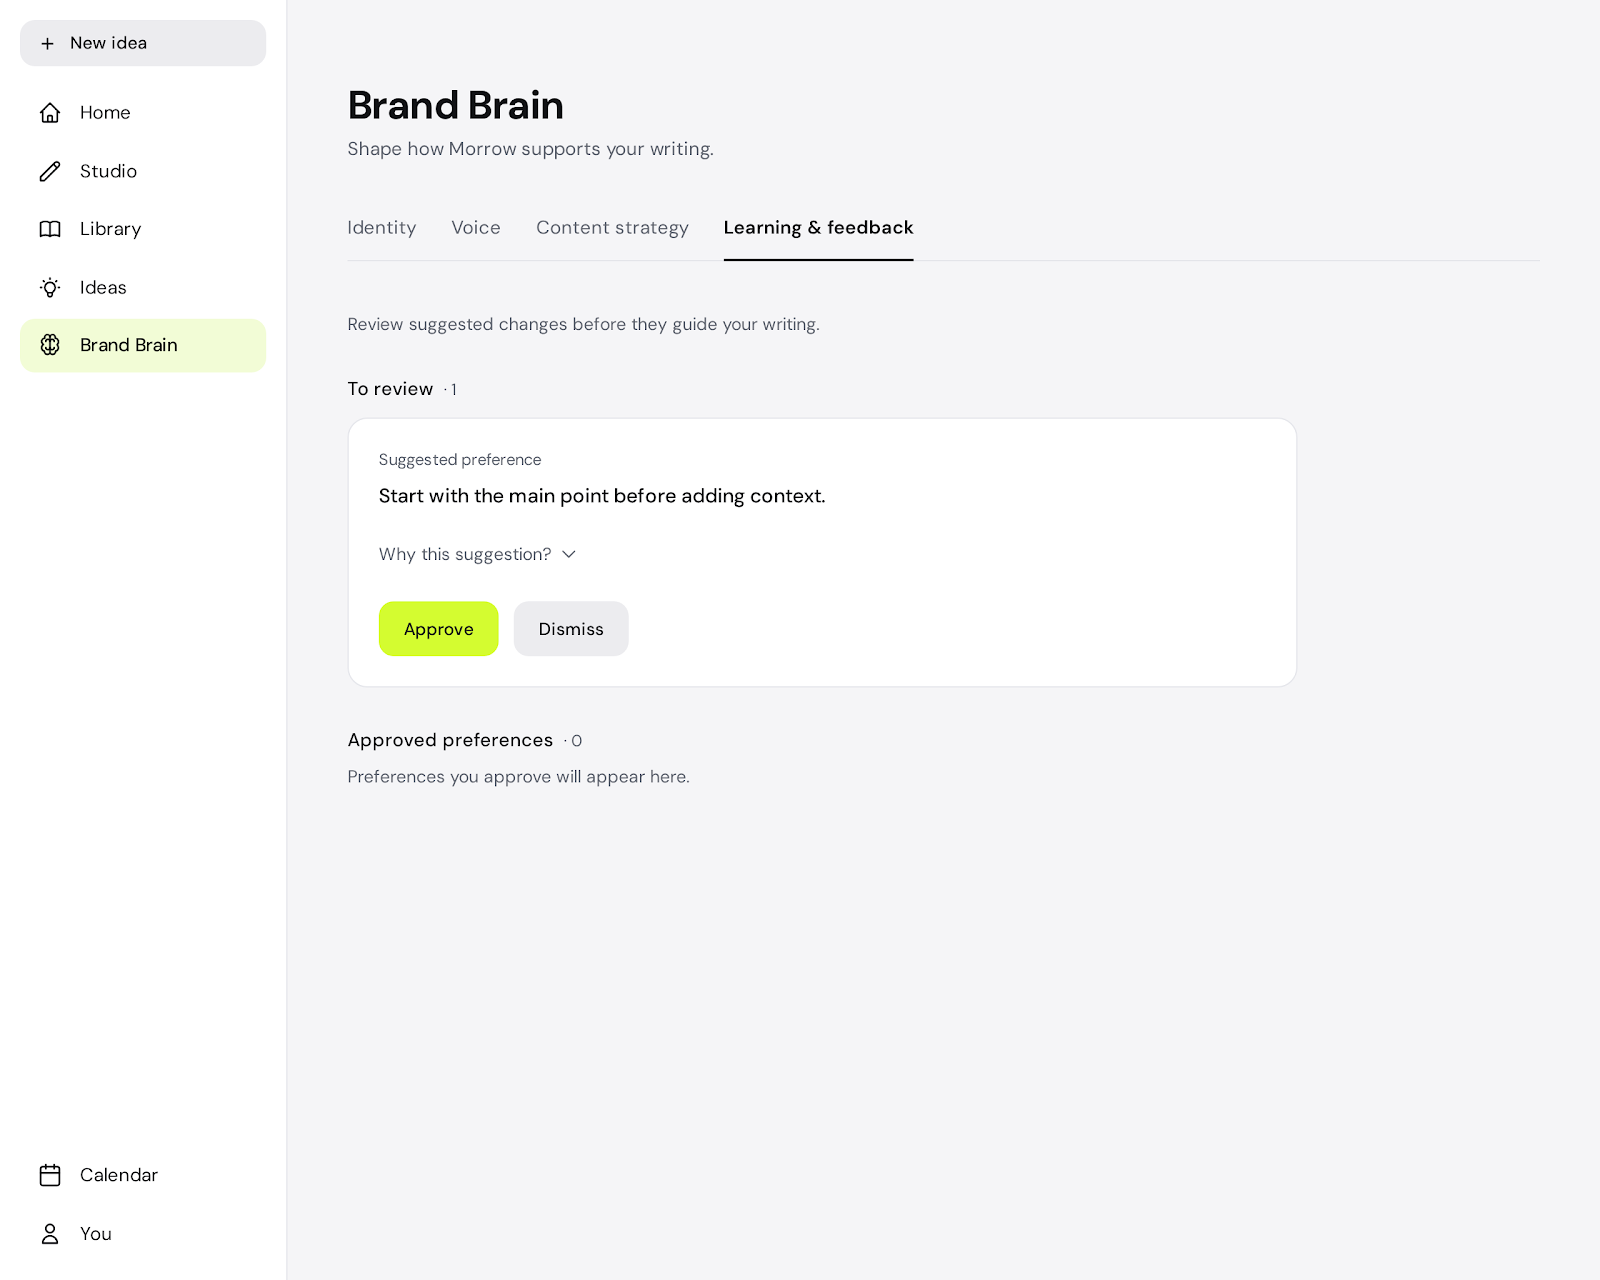 New idea
Home
Studio
Library
Ideas
Brand Brain
Calendar
You
Brand Brain
Shape how Morrow supports your writing.
Identity Voice Content strategy Learning & feedback
Review suggested changes before they guide your writing.
To review · 1
Suggested preference
Start with the main point before adding context.
Why this suggestion?
Approve Dismiss
Approved preferences · 0
Preferences you approve will appear here.